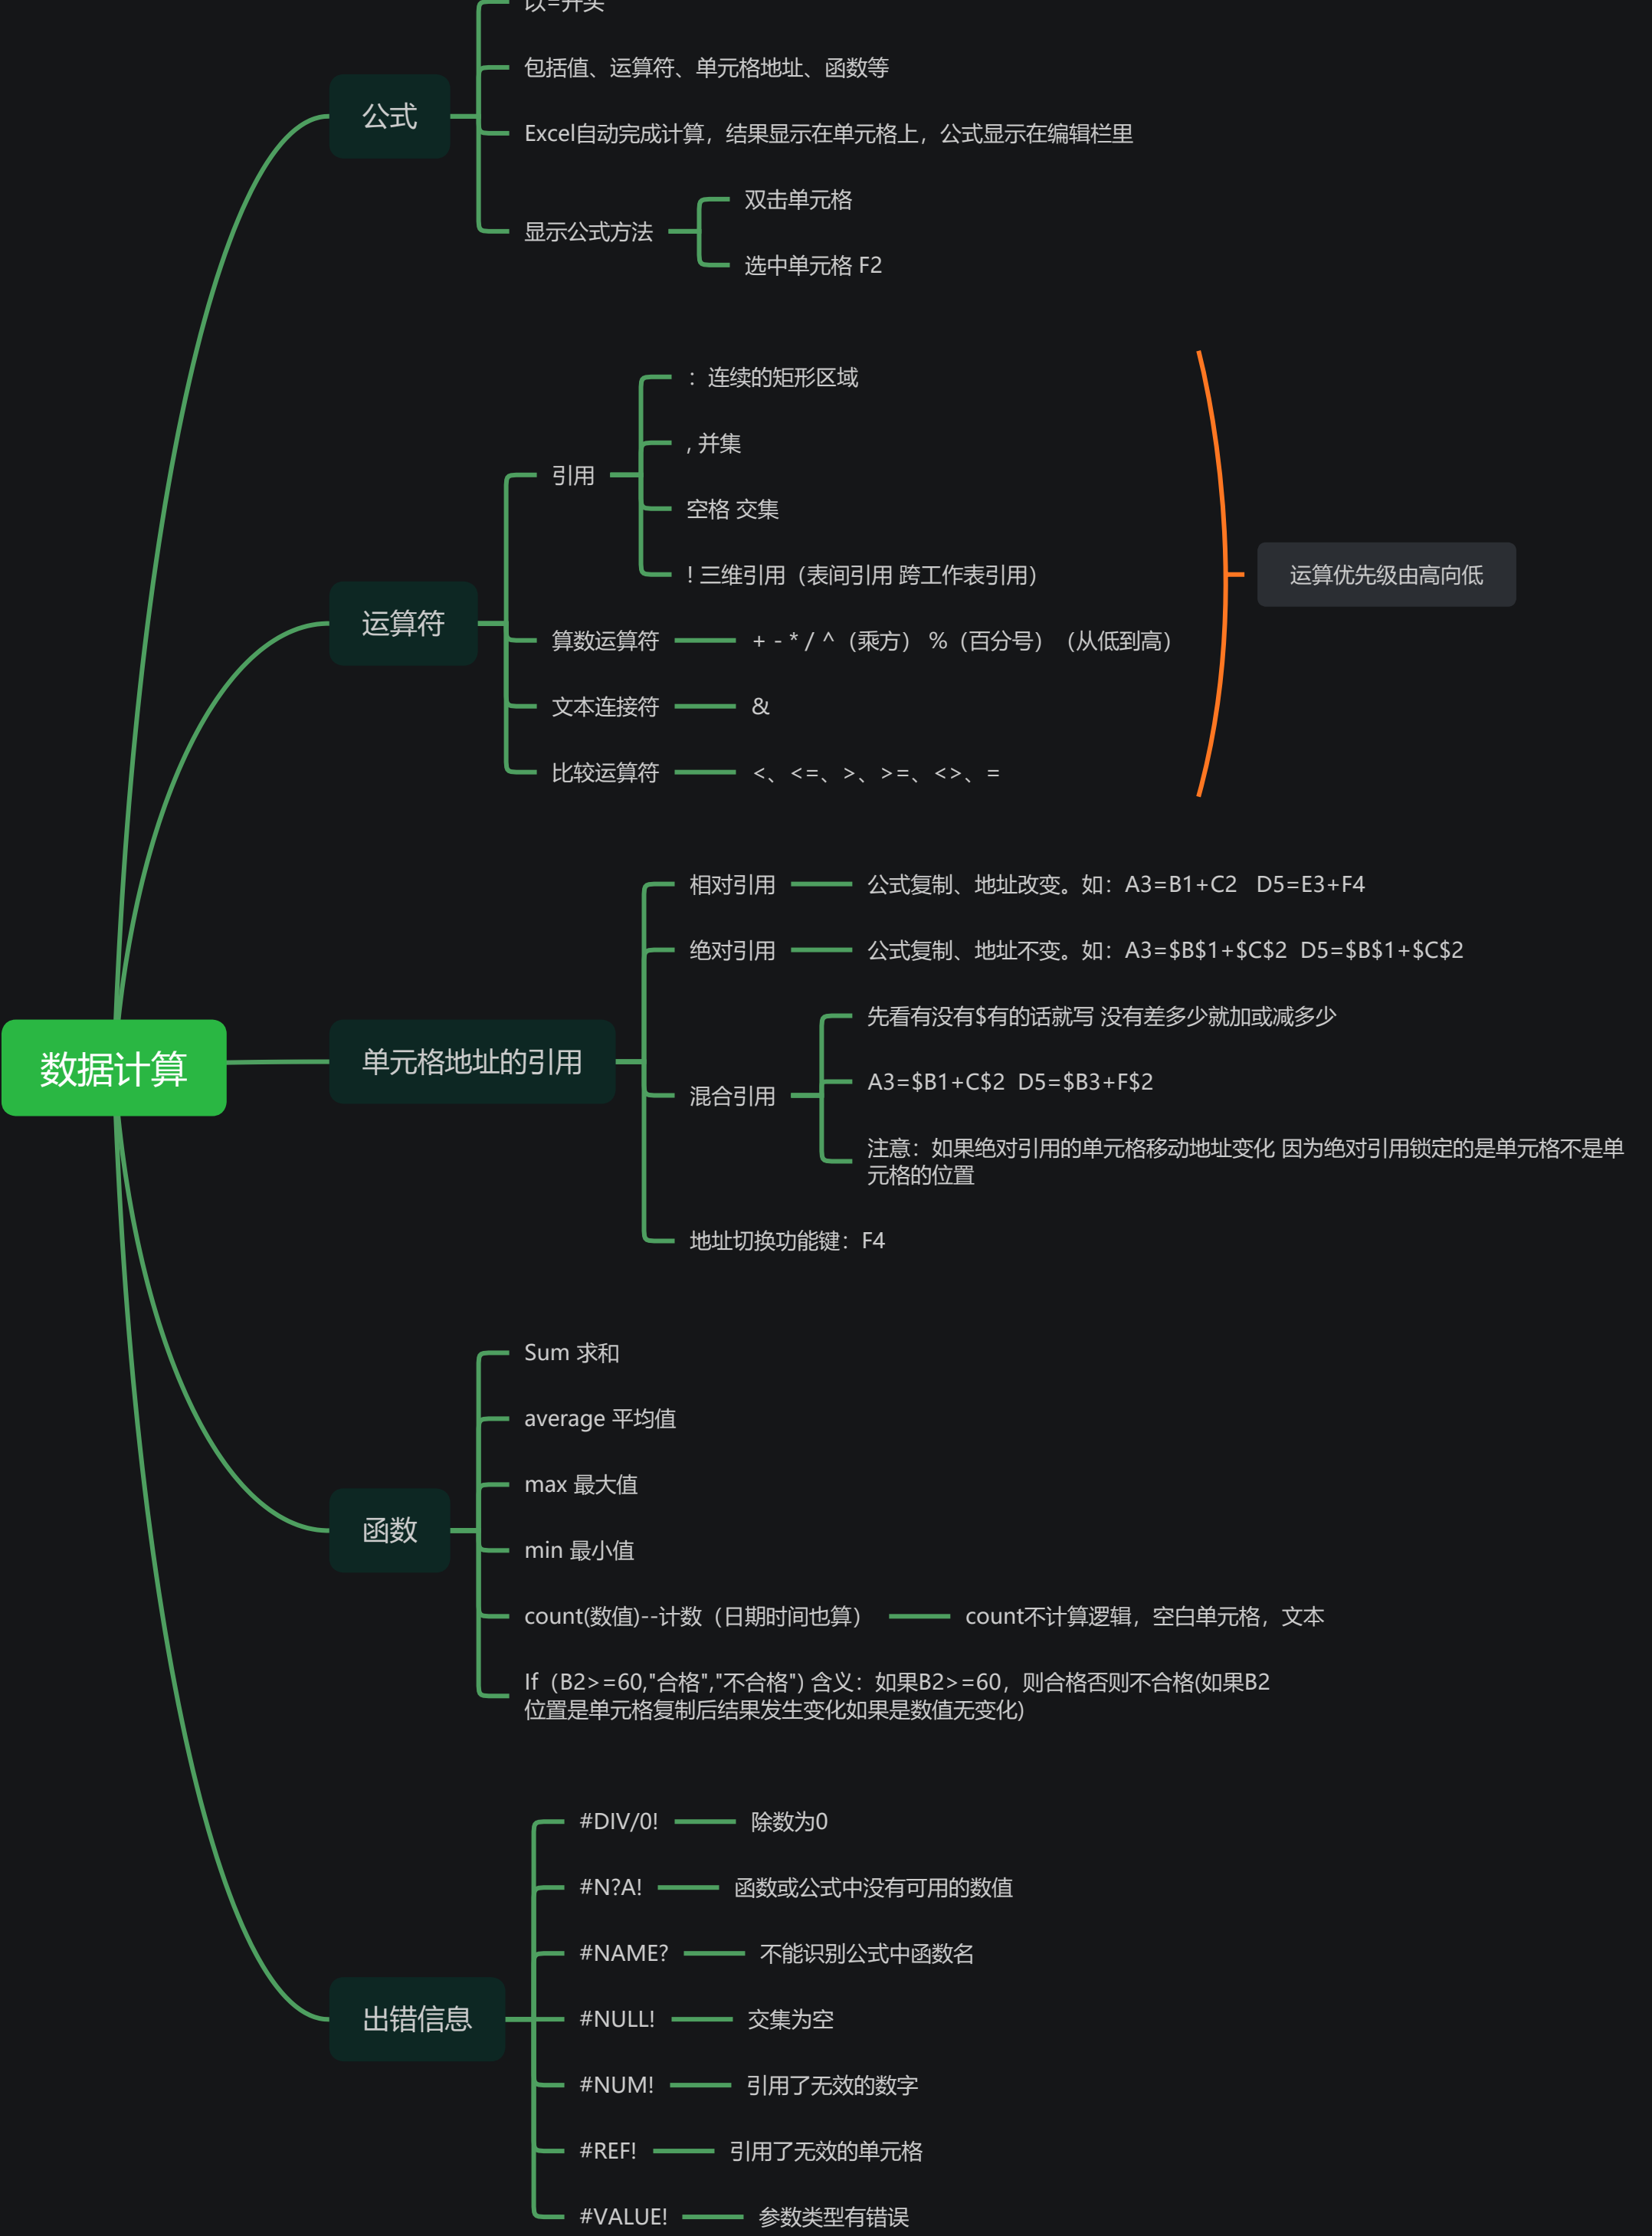 以=开头
包括值、运算符、单元格地址、函数等
公式
Excel自动完成计算，结果显示在单元格上，公式显示在编辑栏里
显示公式方法
双击单元格
选中单元格 F2
运算符
引用
：连续的矩形区域
, 并集
空格 交集
! 三维引用（表间引用 跨工作表引用）
算数运算符
+ - * / ^（乘方） %（百分号）（从低到高）
文本连接符
&
比较运算符
<、<=、>、>=、<>、=
运算优先级由高向低
数据计算
单元格地址的引用
相对引用
公式复制、地址改变。如：A3=B1+C2 D5=E3+F4
绝对引用
公式复制、地址不变。如：A3=$B$1+$C$2 D5=$B$1+$C$2
混合引用
先看有没有$有的话就写 没有差多少就加或减多少
A3=$B1+C$2 D5=$B3+F$2
注意：如果绝对引用的单元格移动地址变化 因为绝对引用锁定的是单元格不是单
元格的位置
地址切换功能键：F4
函数
Sum 求和
average 平均值
max 最大值
min 最小值
count(数值)--计数（日期时间也算）
count不计算逻辑，空白单元格，文本
If（B2>=60,"合格","不合格") 含义：如果B2>=60，则合格否则不合格(如果B2
位置是单元格复制后结果发生变化如果是数值无变化)
出错信息
#DIV/0!
除数为0
#N?A!
函数或公式中没有可用的数值
#NAME?
不能识别公式中函数名
#NULL!
交集为空
#NUM!
引用了无效的数字
#REF!
引用了无效的单元格
#VALUE!
参数类型有错误